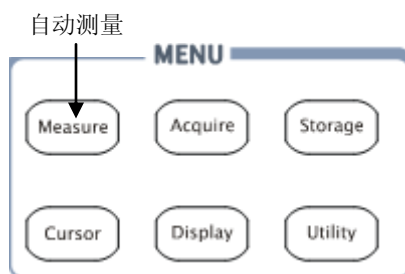 自动测量
MENU
Measure Acquire Storage
Cursor Display Utility